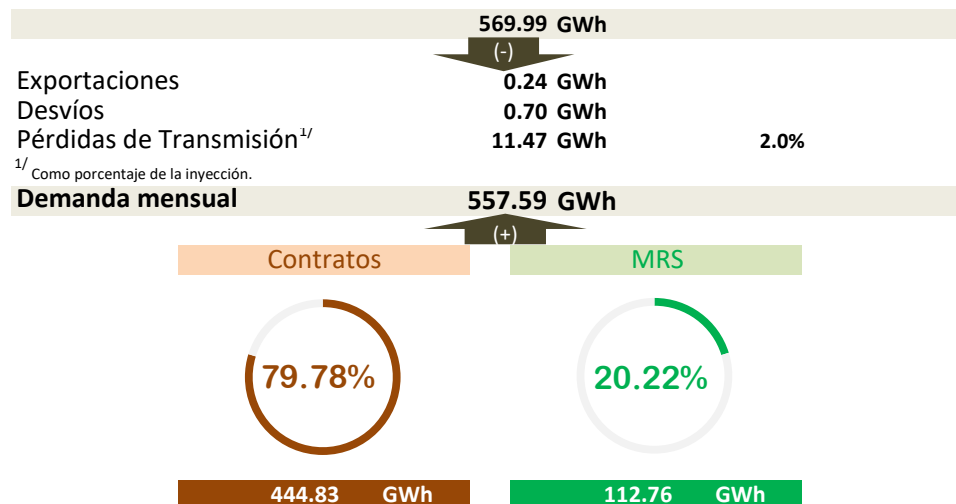 569.99 GWh
(-)
Exportaciones 0.24 GWh
Desvíos 0.70 GWh
Pérdidas de Transmisión 1/ 11.47 GWh 2.0%
1/ Como porcentaje de la inyección.
Demanda mensual 557.59 GWh
(+)
Contratos MRS
79.78% 20.22%
444.83 GWh 112.76 GWh